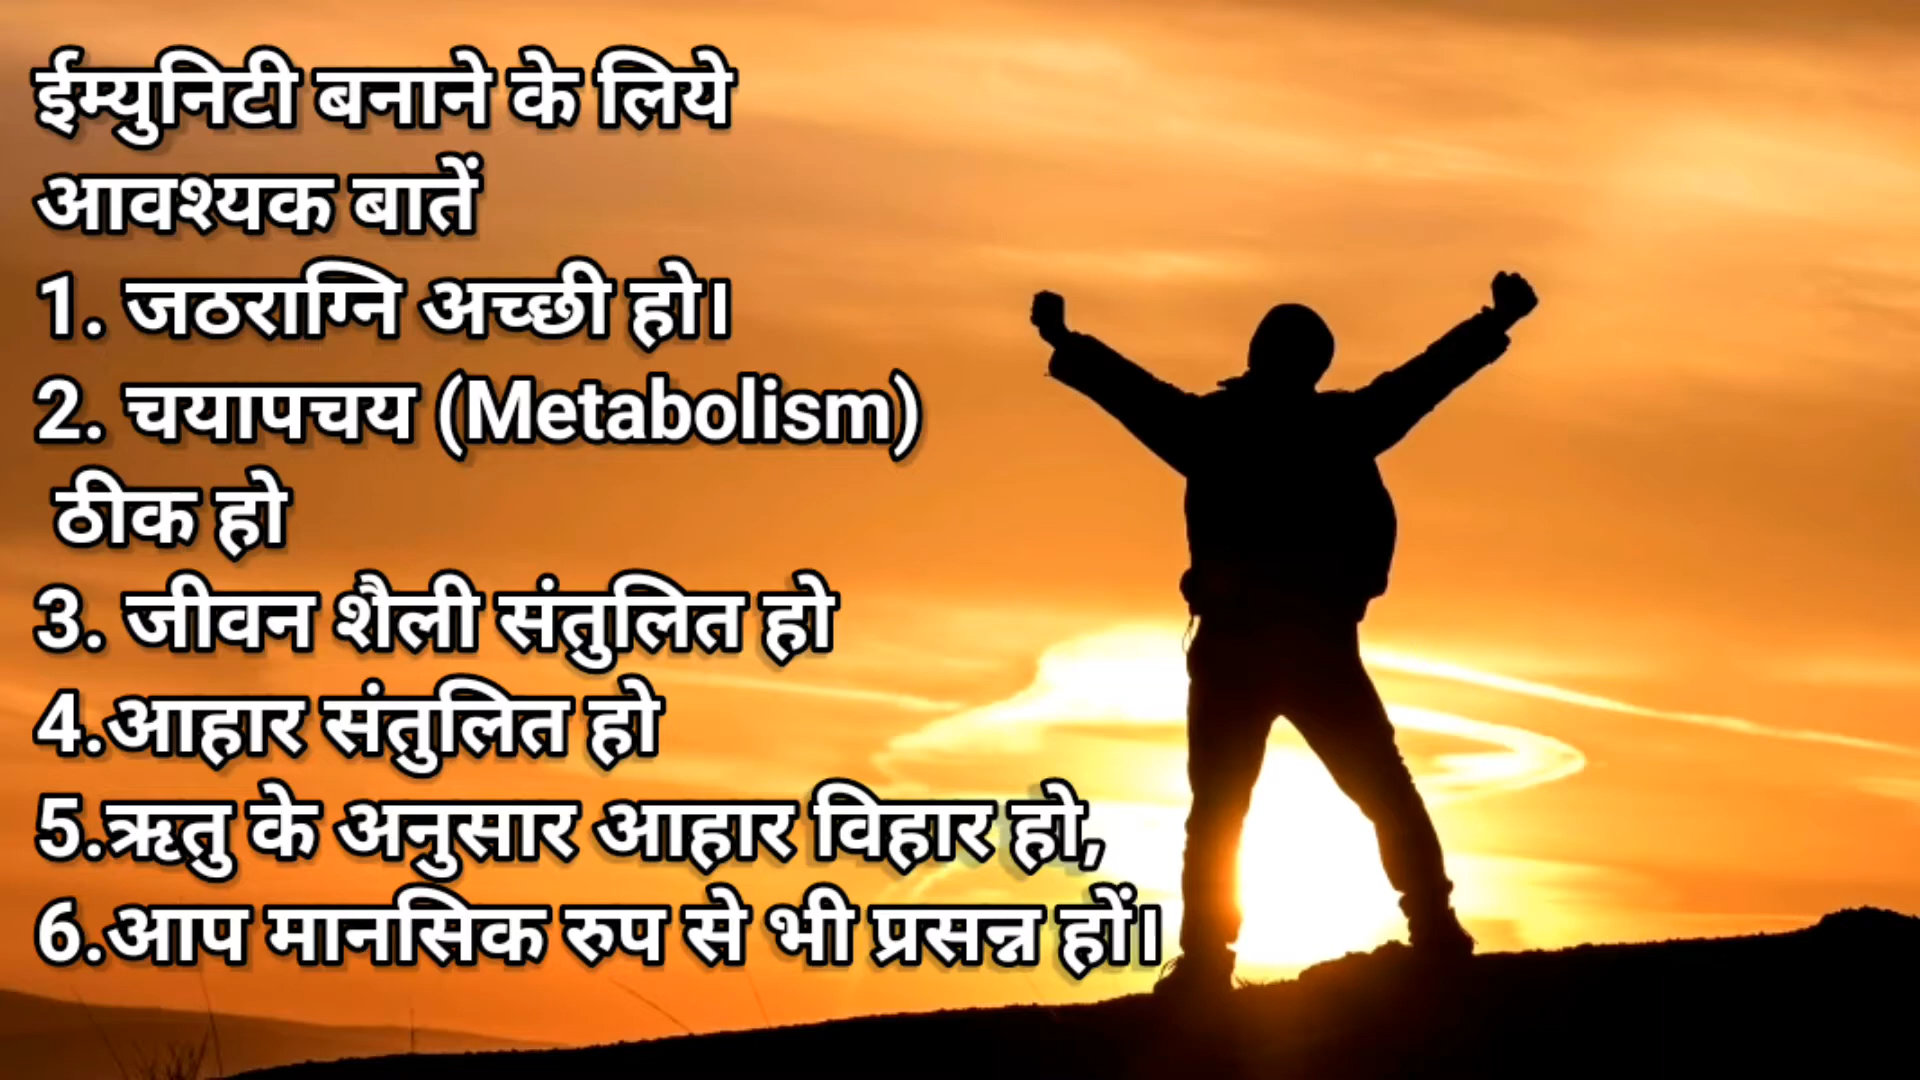 ईम्युनिटी बनाने के लिये
आवश्यक बातें
1. जठराग्नि अच्छी हो।
2. चयापचय (Metabolism)
ठीक हो
3. जीवन शैली संतुलित हो
4.आहार संतुलित हो
5.ऋतु के अनुसार आहार विहार हो,
6.आप मानसिक रुप से भी प्रसन्न हों।